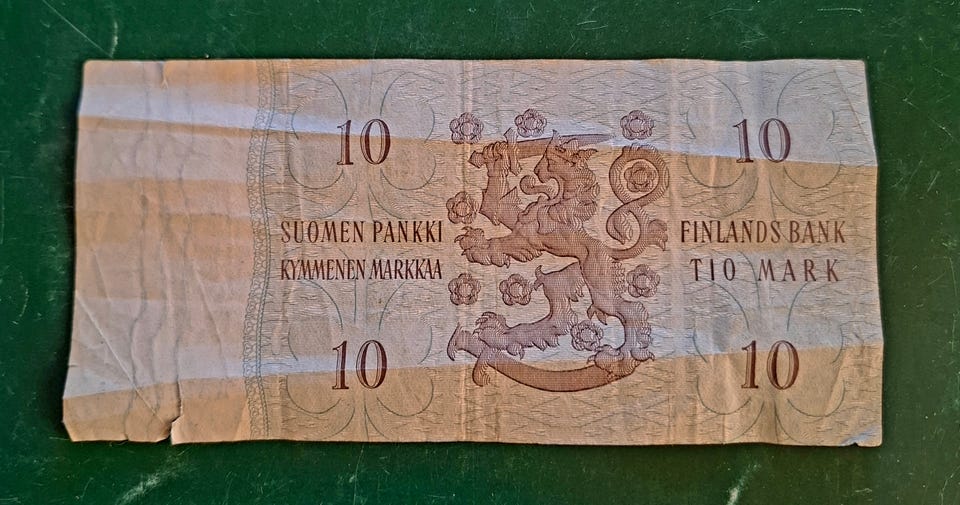 10 10
SUOMEN PANKKI FINLANDS BANK
KYMMENEN MARKKAA TIO MARK
10 10